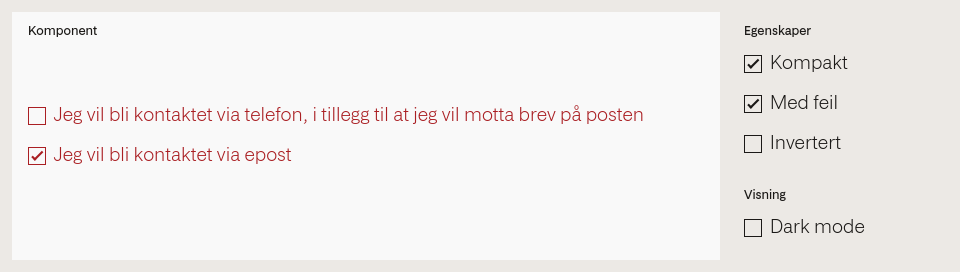 Komponent
Jeg vil bli kontaktet via telefon, i tillegg til at jeg vil motta brev på posten
Jeg vil bli kontaktet via epost
Egenskaper
Kompakt
Med feil
Invertert
Visning
Dark mode